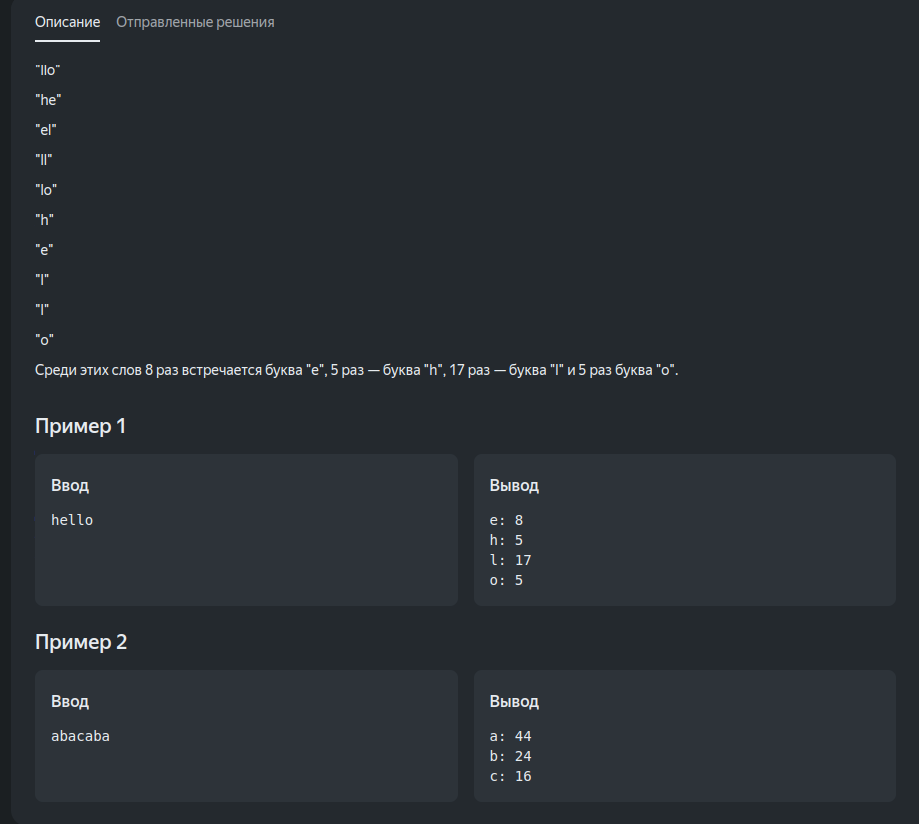 Описание Отправленные решения
"llo"
"he"
"el"
"ll"
"lo"
"h"
"e"
"l"
"l"
"o"
Среди этих слов 8 раз встречается буква "e", 5 раз — буква "h", 17 раз — буква "l" и 5 раз буква "o".
Пример 1
Ввод
hello
Вывод
e: 8
h: 5
l: 17
o: 5
Пример 2
Ввод
abacaba
Вывод
a: 44
b: 24
c: 16